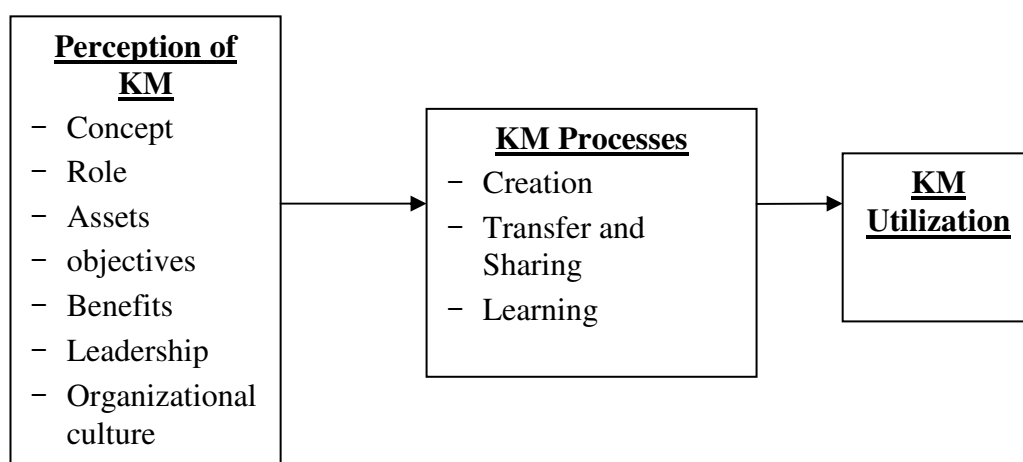 Perception of
KM
− Concept
− Role
− Assets
− objectives
− Benefits
− Leadership
− Organizational
culture
KM Processes
− Creation
− Transfer and
Sharing
− Learning
KM
Utilization